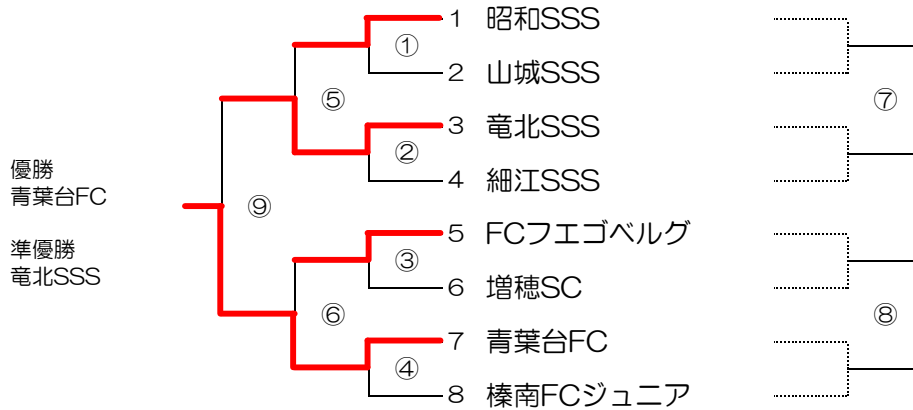 1 昭和SSS
①
2 山城SSS
⑤
⑦
3 竜北SSS
②
4 細江SSS
優勝
青葉台FC
⑨
準優勝
竜北SSS
5 FCフエゴベルグ
③
6 増穂SC
⑥
⑧
7 青葉台FC
④
8 榛南FCジュニア